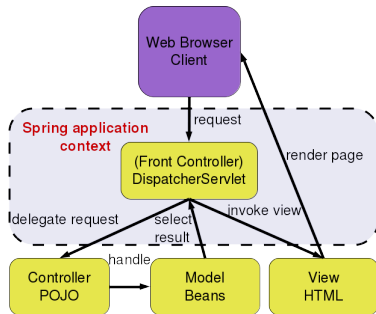 Web Browser
Client
request
Spring application
context
(Front Controller)
DispatcherServlet
render page
delegate request
select
result
invoke view
handle
Controller
POJO
Model
Beans
View
HTML